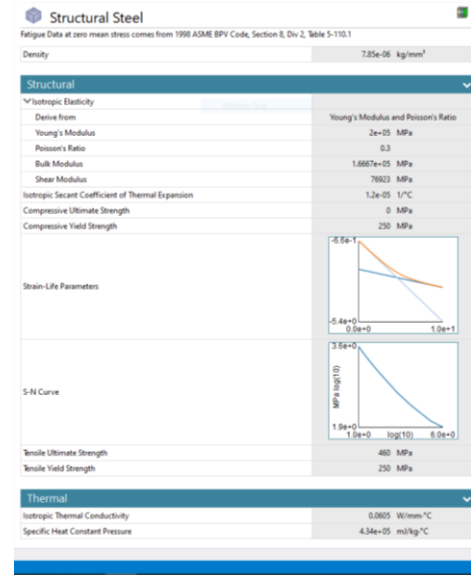 Structural Steel
Fatigue Data at zero mean stress comes from 1998 ASME BPV Code, Section 8, Div 2, Table 5-110.1
Density 7.85e-06 kg/mm³
Structural
Isotropic Elasticity
Derive from Young's Modulus and Poisson's Ratio
Young's Modulus 2e+05 MPa
Poisson's Ratio 0.3
Bulk Modulus 1.6667e+05 MPa
Shear Modulus 76923 MPa
Isotropic Secant Coefficient of Thermal Expansion 1.2e-05 1/°C
Compressive Ultimate Strength 0 MPa
Compressive Yield Strength 250 MPa
Strain-Life Parameters
-6.6e-1
-5.4e+0
0.0e+0 1.0e+1
S-N Curve
3.6e+0
MPa log(10)
1.9e+0
1.0e+0 log(10) 6.0e+0
Tensile Ultimate Strength 460 MPa
Tensile Yield Strength 250 MPa
Thermal
Isotropic Thermal Conductivity 0.0605 W/mm·°C
Specific Heat Constant Pressure 4.34e+05 mJ/kg·°C